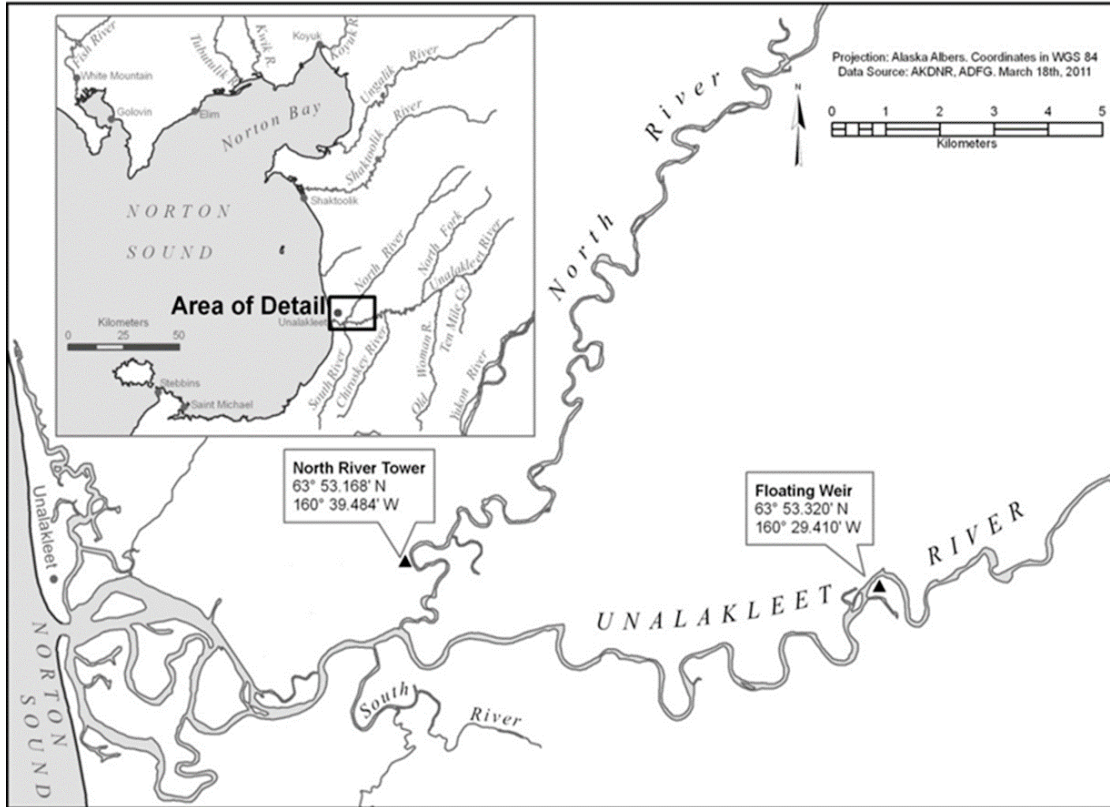 Fish River
White Mountain
Golovin
Tubutulik R.
Kwik R.
Koyuk
Koyuk R.
Elim
Norton Bay
Ungalik River
Shaktoolik River
Shaktoolik
NORTON
SOUND
North River
North Fork
Unalakleet River
Area of Detail
Unalakleet
Kilometers
0 25 50
South River
Chiroskey River
Old Woman R.
Ten Mile Cr.
Yukon River
Stebbins
Saint Michael
Projection: Alaska Albers. Coordinates in WGS 84
Data Source: AKDNR, ADFG. March 18th, 2011
N
0 1 2 3 4 5
Kilometers
North River
North River Tower
63° 53.168' N
160° 39.484' W
Floating Weir
63° 53.320' N
160° 29.410' W
Unalakleet
UNALAKLEET RIVER
South River
NORTON
SOUND